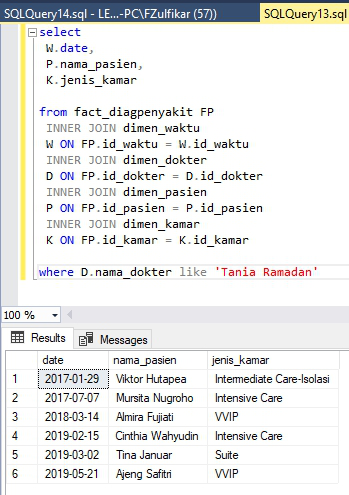 SQLQuery14.sql - LE...-PC\FZulfikar (57)) SQLQuery13.sql
select
W.date,
P.nama_pasien,
K.jenis_kamar
from fact_diagpenyakit FP
INNER JOIN dimen_waktu
W ON FP.id_waktu = W.id_waktu
INNER JOIN dimen_dokter
D ON FP.id_dokter = D.id_dokter
INNER JOIN dimen_pasien
P ON FP.id_pasien = P.id_pasien
INNER JOIN dimen_kamar
K ON FP.id_kamar = K.id_kamar
where D.nama_dokter like 'Tania Ramadan'
100 %
Results Messages
date nama_pasien jenis_kamar
1 2017-01-29 Viktor Hutapea Intermediate Care-Isolasi
2 2017-07-07 Mursita Nugroho Intensive Care
3 2018-03-14 Almira Fujiati VVIP
4 2019-02-15 Cinthia Wahyudin Intensive Care
5 2019-03-02 Tina Januar Suite
6 2019-05-21 Ajeng Safitri VVIP